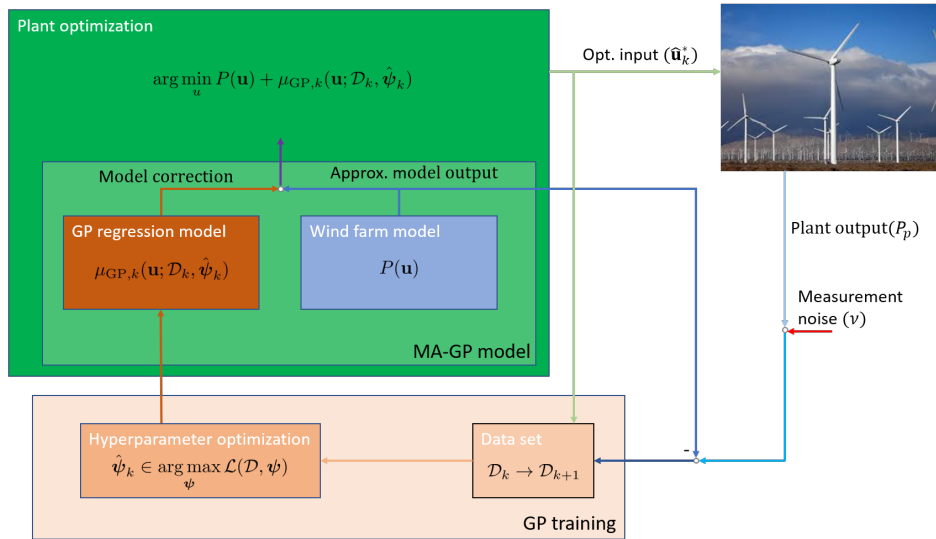 Plant optimization
arg min_u P(𝐮) + μ_GP,k(𝐮; 𝒟_k, 𝛙̂_k)
Opt. input (𝐮̂*_k)
Model correction
Approx. model output
GP regression model
μ_GP,k(𝐮; 𝒟_k, 𝛙̂_k)
Wind farm model
P(𝐮)
MA-GP model
Plant output(P_p)
Measurement
noise (ν)
Hyperparameter optimization
𝛙̂_k ∈ arg max_𝛙 ℒ(𝒟, 𝛙)
Data set
𝒟_k → 𝒟_k+1
-
GP training